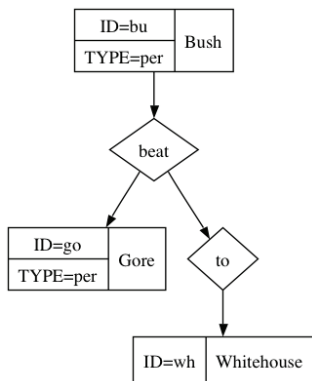 ID=bu
TYPE=per
Bush
beat
ID=go
TYPE=per
Gore
to
ID=wh
Whitehouse